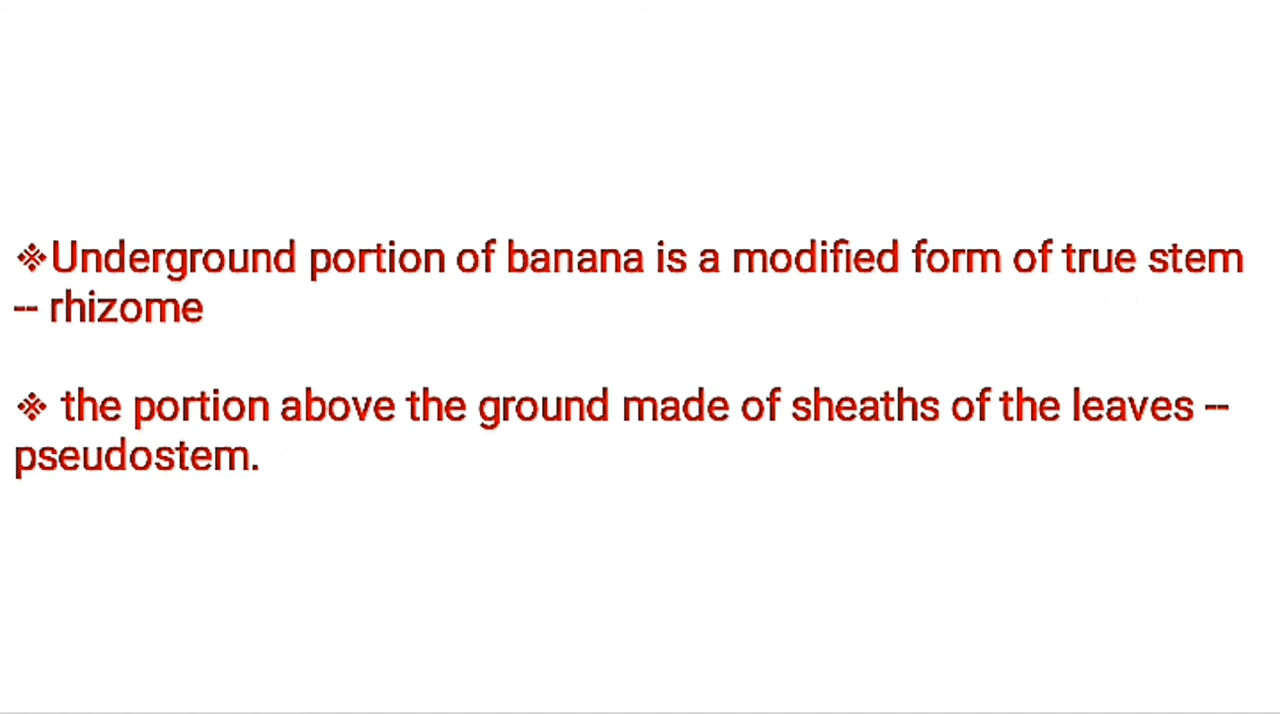 ※Underground portion of banana is a modified form of true stem
-- rhizome
※ the portion above the ground made of sheaths of the leaves --
pseudostem.